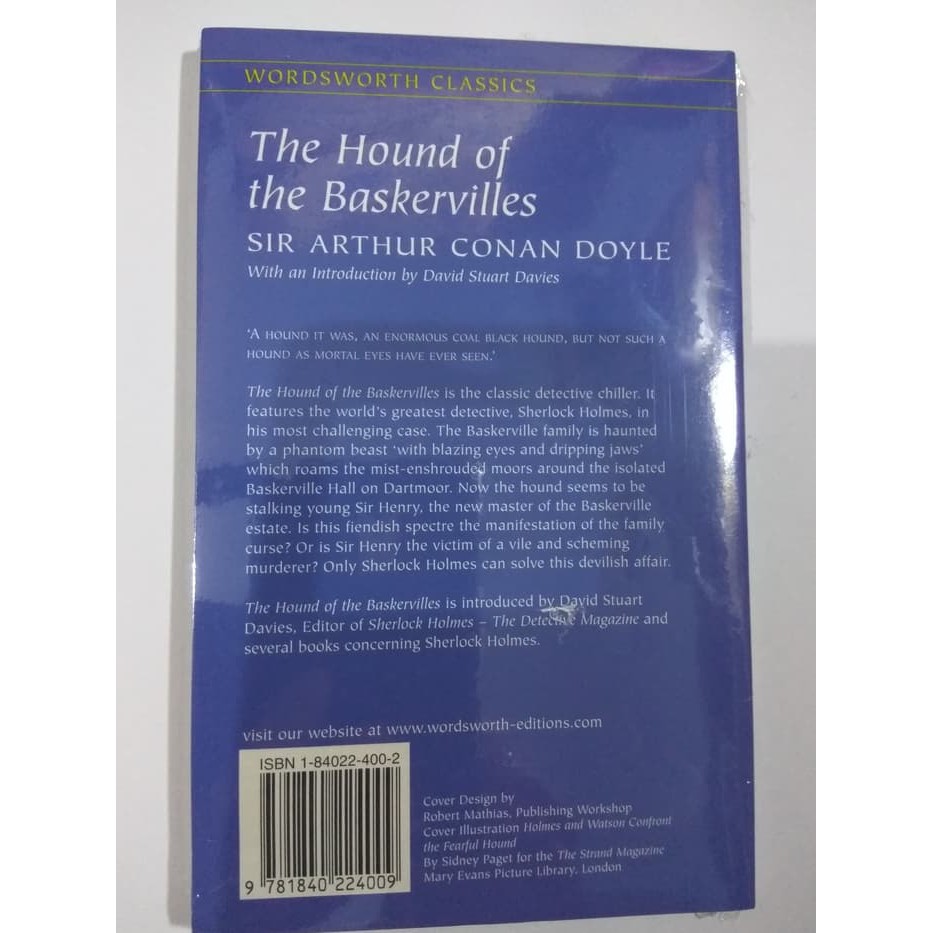 WORDSWORTH CLASSICS
The Hound of
the Baskervilles
SIR ARTHUR CONAN DOYLE
With an Introduction by David Stuart Davies
‘A HOUND IT WAS, AN ENORMOUS COAL BLACK HOUND, BUT NOT SUCH A
HOUND AS MORTAL EYES HAVE EVER SEEN.’
The Hound of the Baskervilles is the classic detective chiller. It
features the world's greatest detective, Sherlock Holmes, in
his most challenging case. The Baskerville family is haunted
by a phantom beast ‘with blazing eyes and dripping jaws’
which roams the mist-enshrouded moors around the isolated
Baskerville Hall on Dartmoor. Now the hound seems to be
stalking young Sir Henry, the new master of the Baskerville
estate. Is this fiendish spectre the manifestation of the family
curse? Or is Sir Henry the victim of a vile and scheming
murderer? Only Sherlock Holmes can solve this devilish affair.
The Hound of the Baskervilles is introduced by David Stuart
Davies, Editor of Sherlock Holmes – The Detective Magazine and
several books concerning Sherlock Holmes.
visit our website at www.wordsworth-editions.com
ISBN 1-84022-400-2
9 781840 224009
Cover Design by
Robert Mathias, Publishing Workshop
Cover Illustration Holmes and Watson Confront
the Fearful Hound
By Sidney Paget for the The Strand Magazine
Mary Evans Picture Library, London